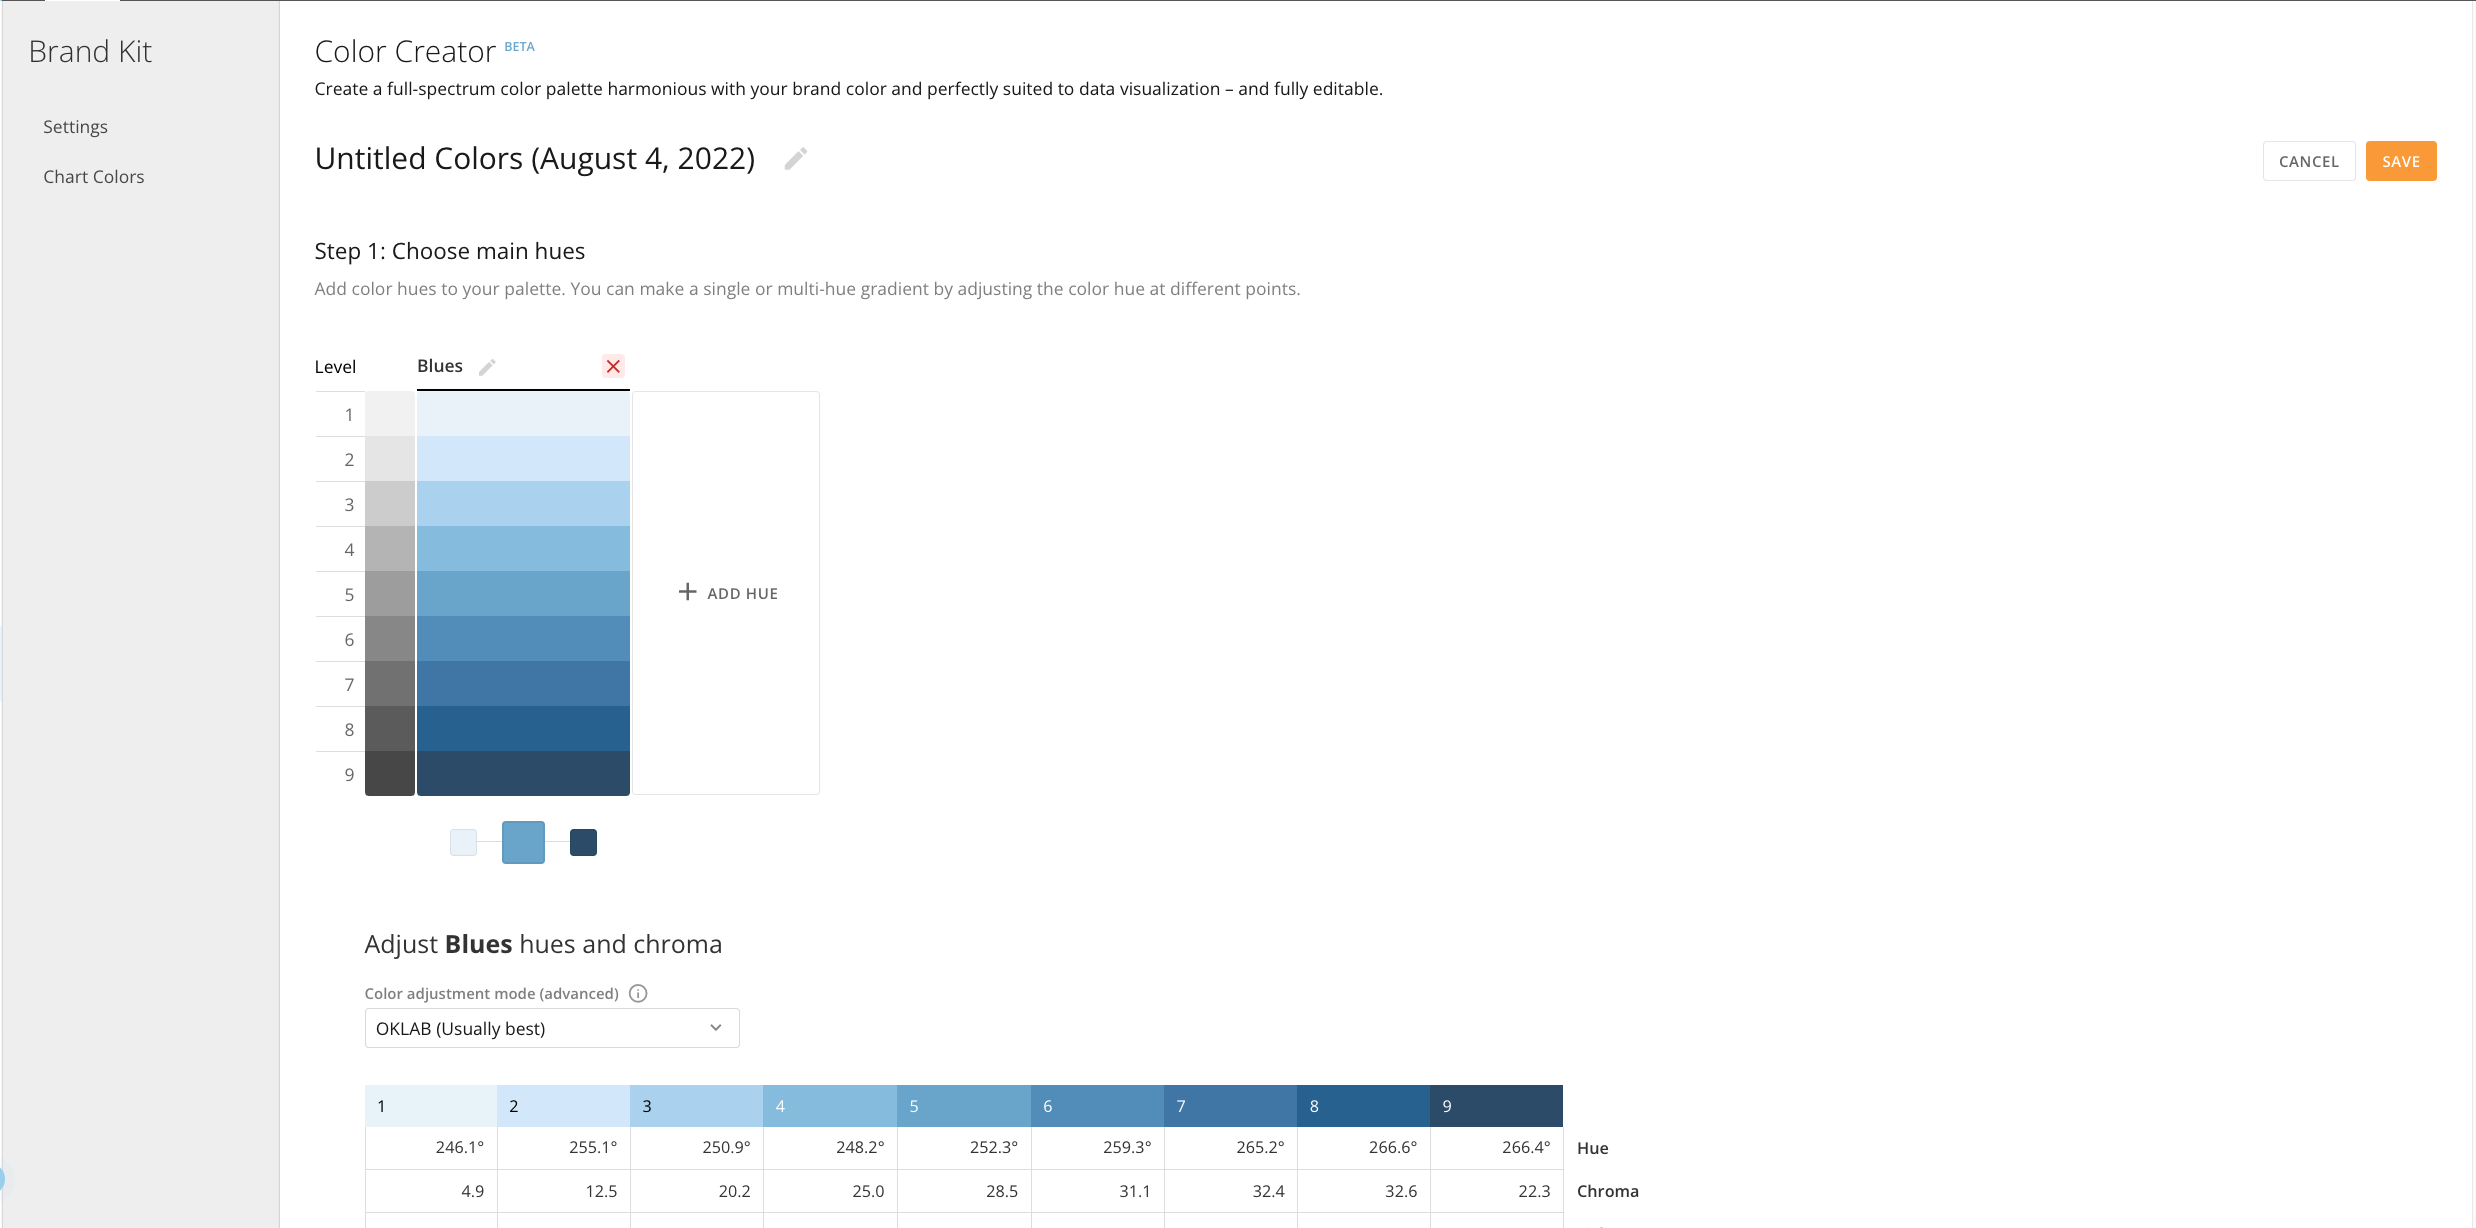 Brand Kit
Settings
Chart Colors
Color Creator BETA
Create a full-spectrum color palette harmonious with your brand color and perfectly suited to data visualization – and fully editable.
Untitled Colors (August 4, 2022)
CANCEL
SAVE
Step 1: Choose main hues
Add color hues to your palette. You can make a single or multi-hue gradient by adjusting the color hue at different points.
Level
Blues
1
2
3
4
5
6
7
8
9
ADD HUE
Adjust Blues hues and chroma
Color adjustment mode (advanced)
OKLAB (Usually best)
1 2 3 4 5 6 7 8 9
246.1° 255.1° 250.9° 248.2° 252.3° 259.3° 265.2° 266.6° 266.4° Hue
4.9 12.5 20.2 25.0 28.5 31.1 32.4 32.6 22.3 Chroma